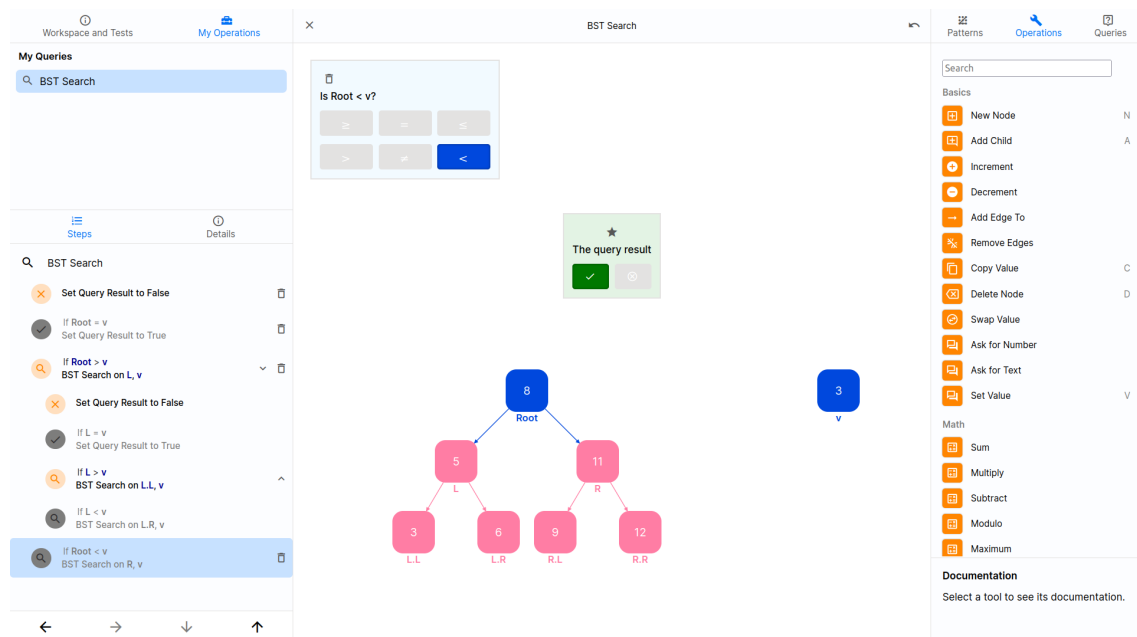 Workspace and Tests
My Operations
BST Search
Patterns
Operations
Queries
My Queries
BST Search
Steps
Details
BST Search
Set Query Result to False
If Root = v
Set Query Result to True
If Root > v
BST Search on L, v
Set Query Result to False
If L = v
Set Query Result to True
If L > v
BST Search on L.L, v
If L < v
BST Search on L.R, v
If Root < v
BST Search on R, v
Is Root < v?
≥ = ≤
> ≠ <
The query result
8
Root
3
v
5
L
11
R
3
L.L
6
L.R
9
R.L
12
R.R
Search
Basics
New Node N
Add Child A
Increment
Decrement
Add Edge To
Remove Edges
Copy Value C
Delete Node D
Swap Value
Ask for Number
Ask for Text
Set Value V
Math
Sum
Multiply
Subtract
Modulo
Maximum
Documentation
Select a tool to see its documentation.